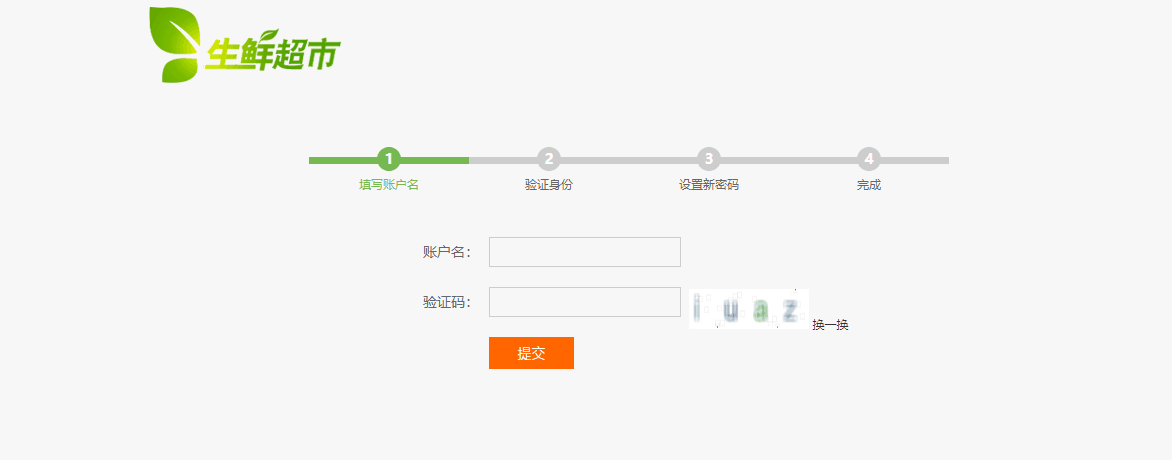 生鲜超市
1 2 3 4
填写账户名 验证身份 设置新密码 完成
账户名：
验证码： iuaz 换一换
提交